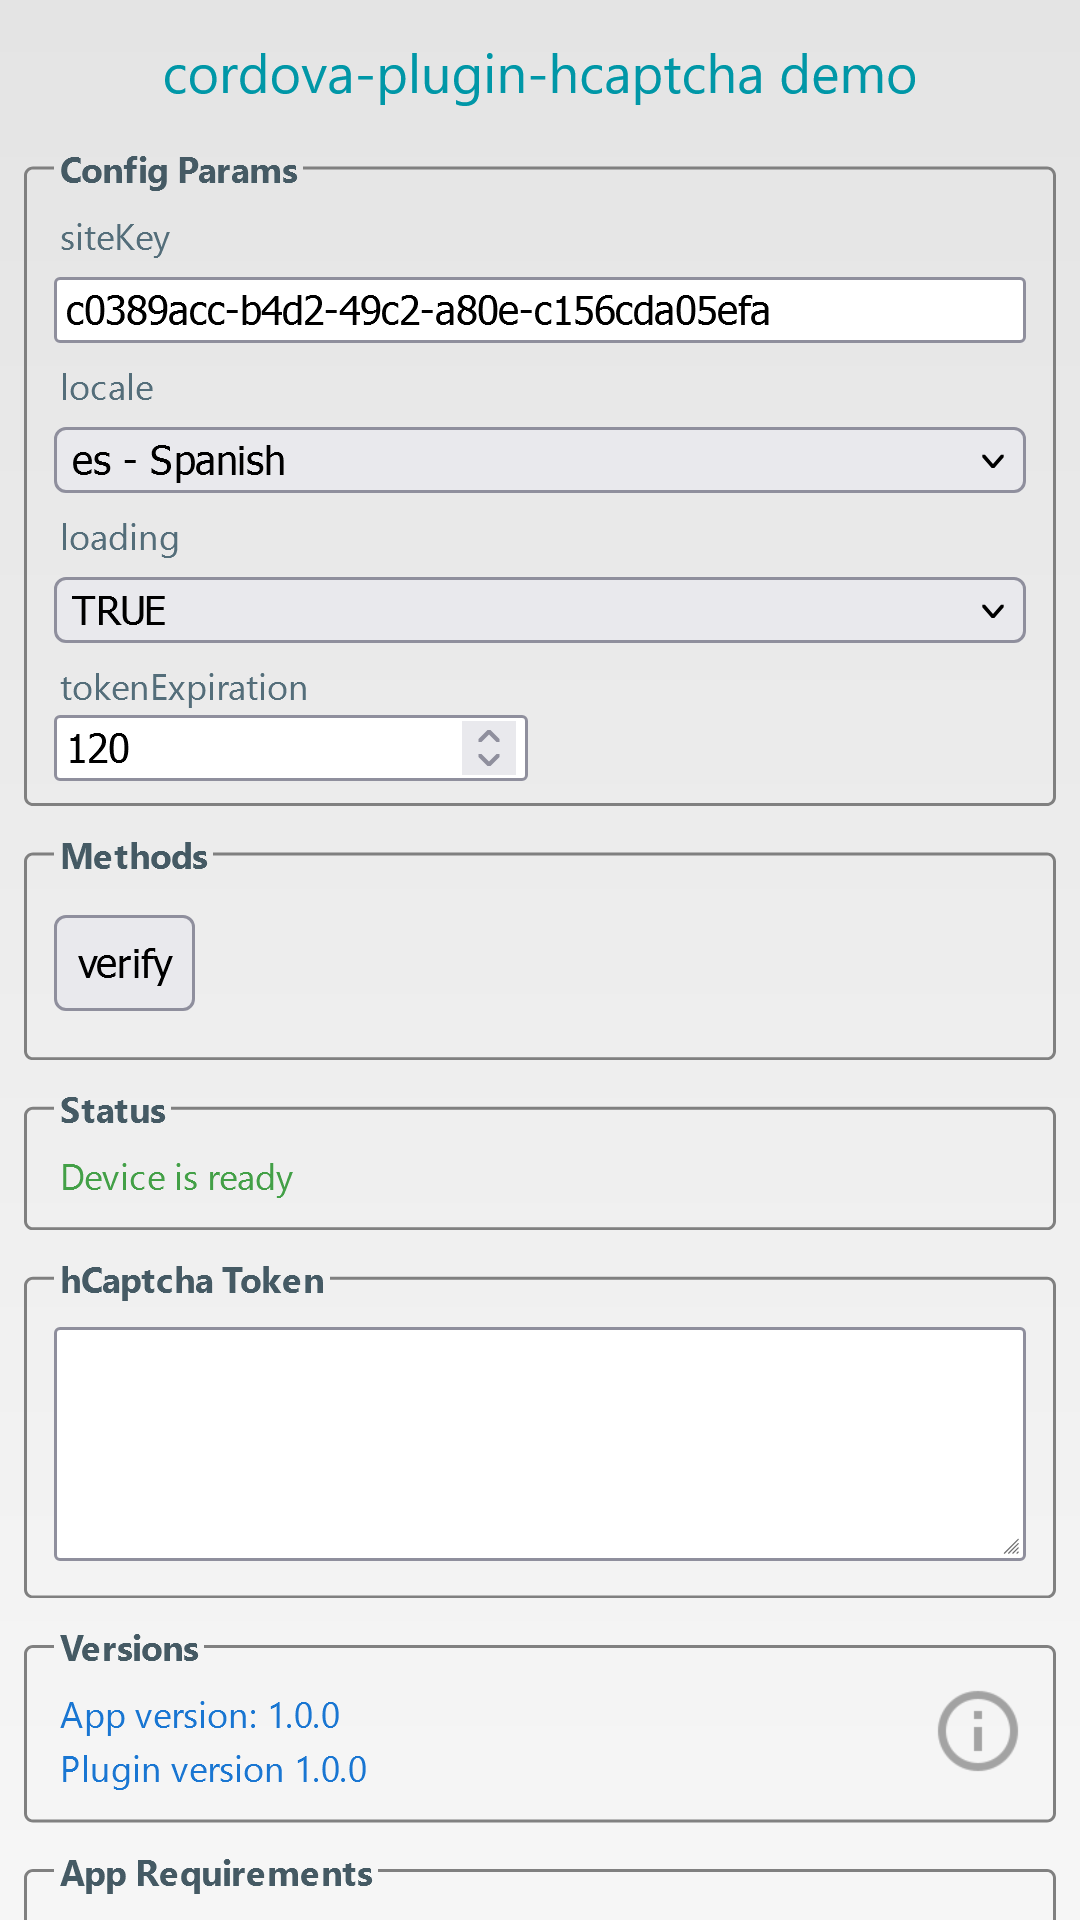 cordova-plugin-hcaptcha demo
Config Params
siteKey
c0389acc-b4d2-49c2-a80e-c156cda05efa
locale
es - Spanish
loading
TRUE
tokenExpiration
120
Methods
verify
Status
Device is ready
hCaptcha Token
Versions
App version: 1.0.0
Plugin version 1.0.0
App Requirements